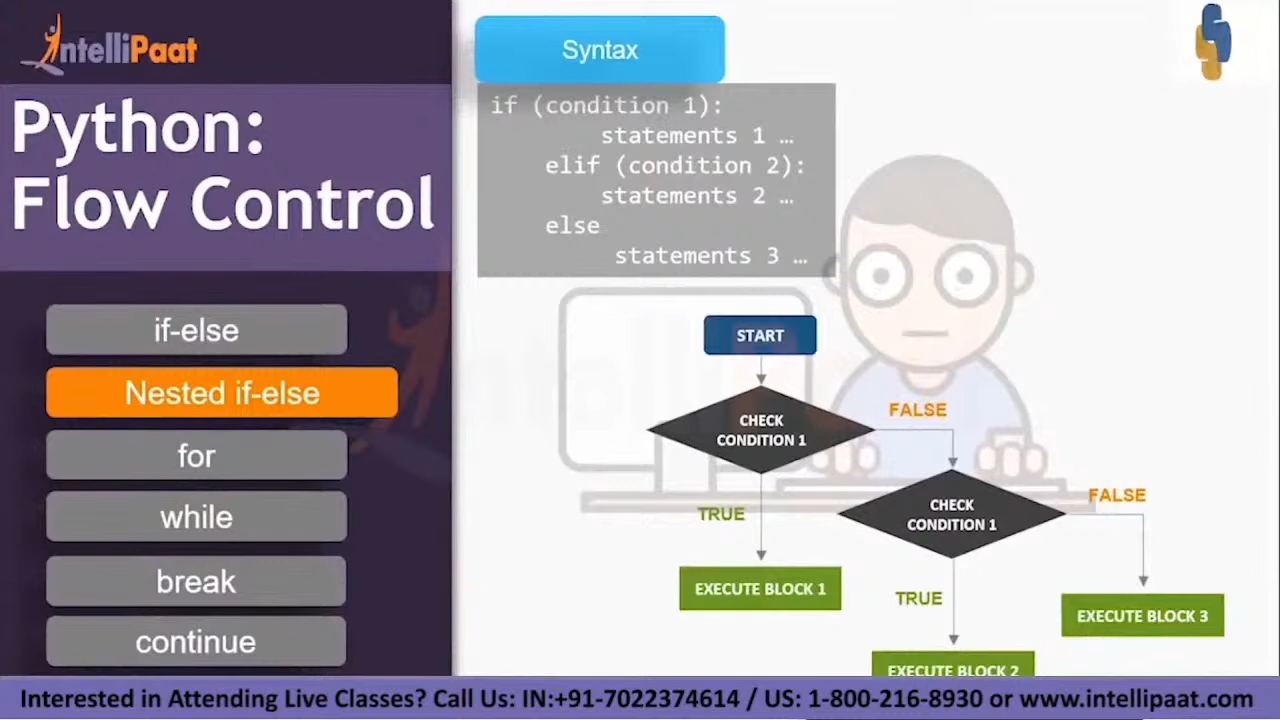 IntelliPaat
Python:
Flow Control
if-else
Nested if-else
for
while
break
continue
Syntax
if (condition 1):
statements 1 …
elif (condition 2):
statements 2 …
else
statements 3 …
START
CHECK
CONDITION 1
FALSE
TRUE
CHECK
CONDITION 1
FALSE
EXECUTE BLOCK 1
TRUE
EXECUTE BLOCK 3
EXECUTE BLOCK 2
Interested in Attending Live Classes? Call Us: IN:+91-7022374614 / US: 1-800-216-8930 or www.intellipaat.com